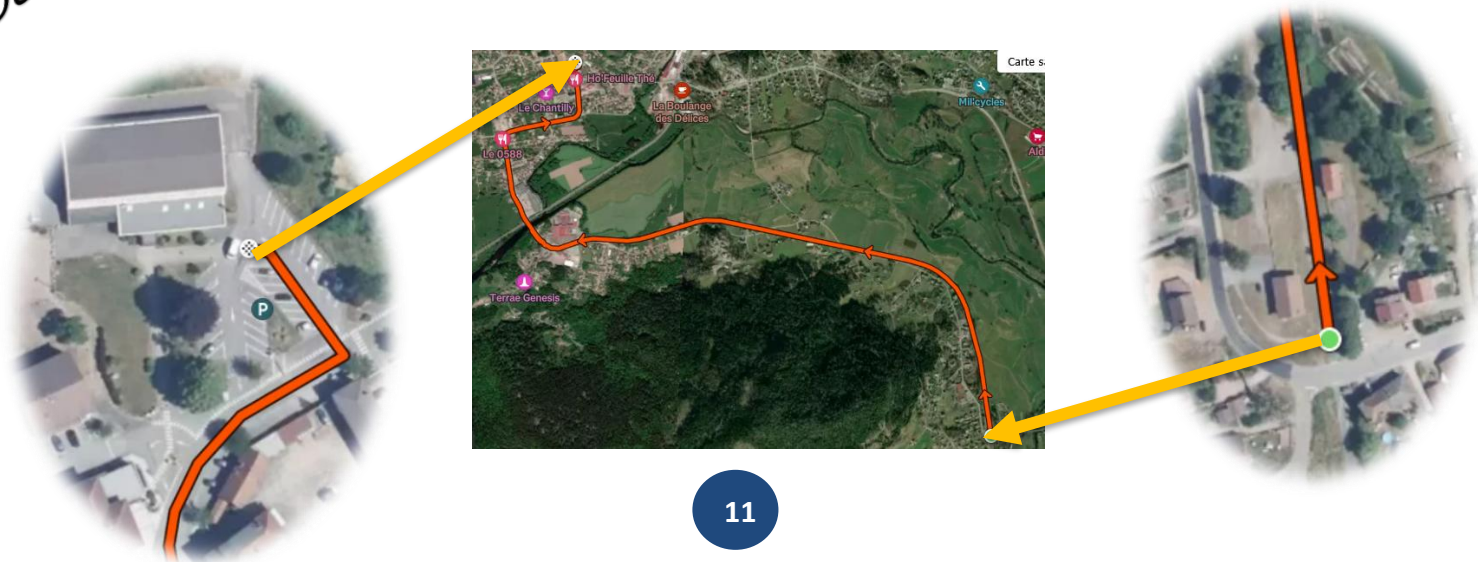 Carte s
Ho Feuille Thé
Le Chantilly
La Boulange
des Délices
Milicycles
Le 0588
Ald
Terrae Genesis
P
11